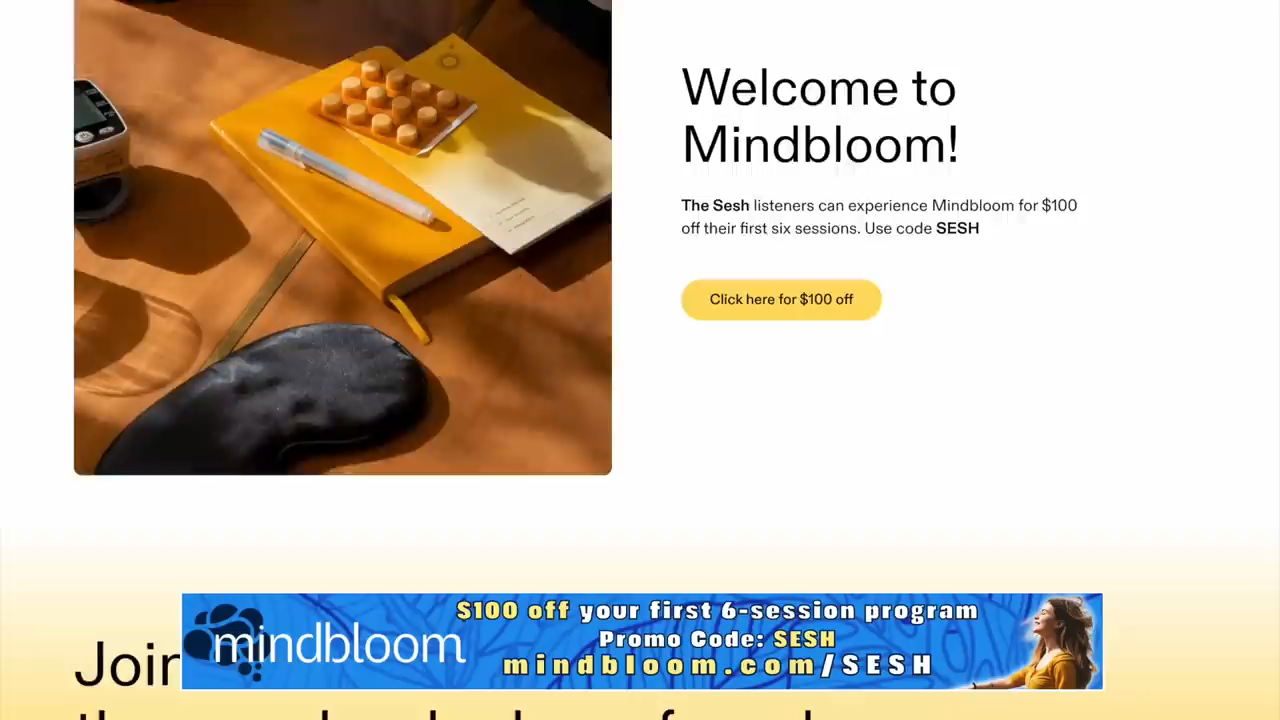 Welcome to
Mindbloom!
The Sesh listeners can experience Mindbloom for $100
off their first six sessions. Use code SESH
Click here for $100 off
$100 off your first 6-session program
mindbloom
Promo Code: SESH
mindbloom.com/SESH